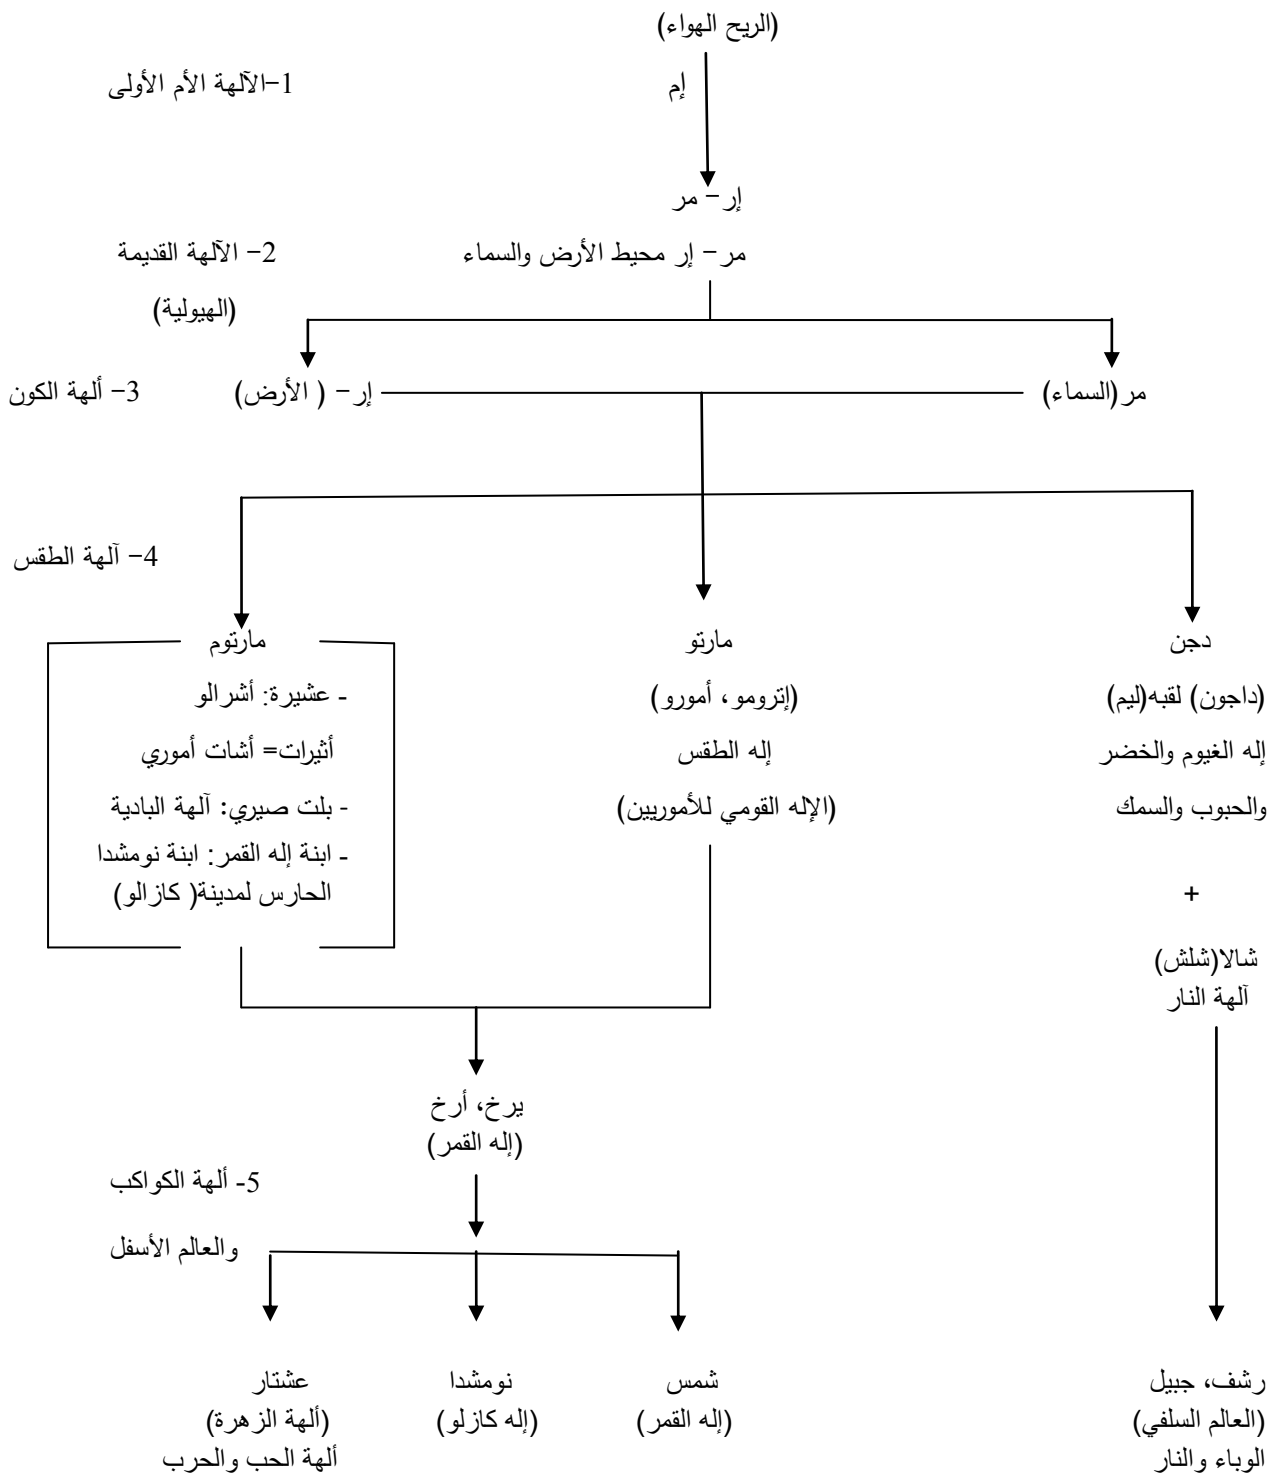 (الريح الهواء)
1-الآلهة الأم الأولى
إم
إر- مر
2- الآلهة القديمة
(الهيولية)
مر- إر محيط الأرض والسماء
3- ألهة الكون
مر(السماء)
إر- ( الأرض)
4- آلهة الطقس
دجن
(داجون) لقبه(ليم)
إله الغيوم والخضر
والحبوب والسمك
+
شالا(شلش)
آلهة النار
مارتو
(إترومو، أمورو)
إله الطقس
(الإله القومي للأموريين)
مارتوم
- عشيرة: أشرالو
أثيرات= أشات أموري
- بلت صيري: آلهة البادية
- ابنة إله القمر: ابنة نومشدا
الحارس لمدينة( كازالو)
يرخ، أرخ
(إله القمر)
5- ألهة الكواكب
والعالم الأسفل
رشف، جبيل
(العالم السلفي)
الوباء والنار
شمس
(إله القمر)
نومشدا
(إله كازلو)
عشتار
(ألهة الزهرة)
ألهة الحب والحرب